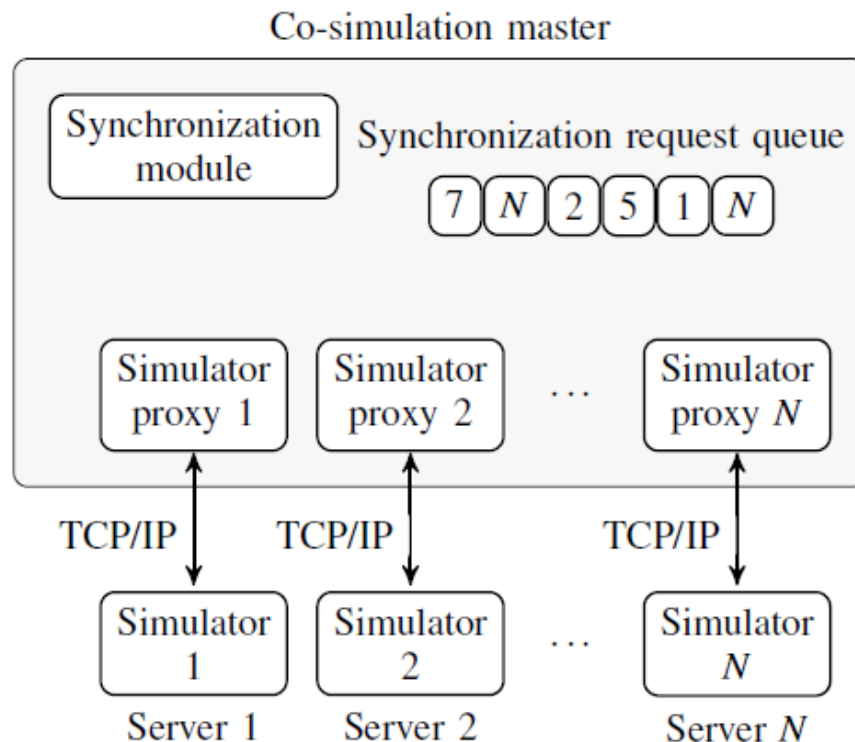 Co-simulation master
Synchronization
module
Synchronization request queue
7 N 2 5 1 N
Simulator
proxy 1
Simulator
proxy 2
...
Simulator
proxy N
TCP/IP
TCP/IP
TCP/IP
Simulator
1
Simulator
2
...
Simulator
N
Server 1
Server 2
Server N